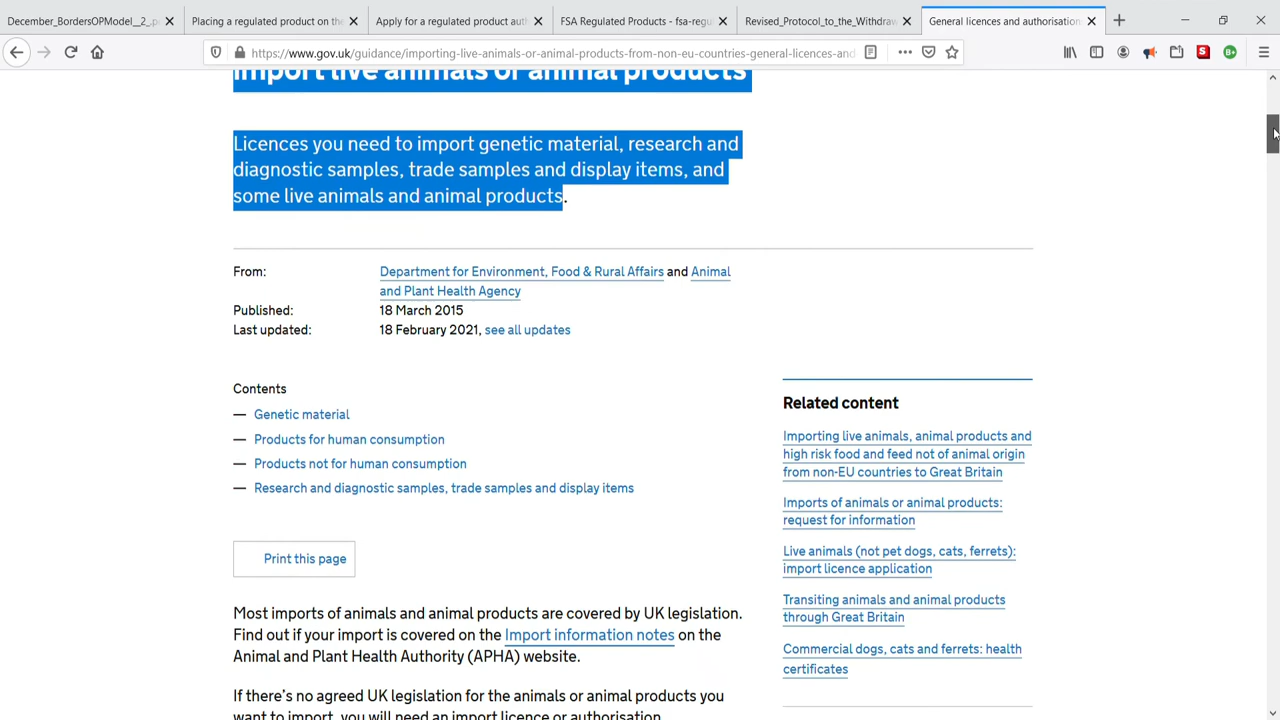 December_BordersOPModel__2_.p
Placing a regulated product on the
Apply for a regulated product auth
FSA Regulated Products - fsa-regu
Revised_Protocol_to_the_Withdraw
General licences and authorisation
https://www.gov.uk/guidance/importing-live-animals-or-animal-products-from-non-eu-countries-general-licences-and
import live animals or animal products
Licences you need to import genetic material, research and
diagnostic samples, trade samples and display items, and
some live animals and animal products.
From:
Department for Environment, Food & Rural Affairs and Animal
and Plant Health Agency
Published:
18 March 2015
Last updated:
18 February 2021, see all updates
Contents
— Genetic material
— Products for human consumption
— Products not for human consumption
— Research and diagnostic samples, trade samples and display items
Print this page
Most imports of animals and animal products are covered by UK legislation.
Find out if your import is covered on the Import information notes on the
Animal and Plant Health Authority (APHA) website.
If there's no agreed UK legislation for the animals or animal products you
want to import, you will need an import licence or authorisation.
Related content
Importing live animals, animal products and
high risk food and feed not of animal origin
from non-EU countries to Great Britain
Imports of animals or animal products:
request for information
Live animals (not pet dogs, cats, ferrets):
import licence application
Transiting animals and animal products
through Great Britain
Commercial dogs, cats and ferrets: health
certificates